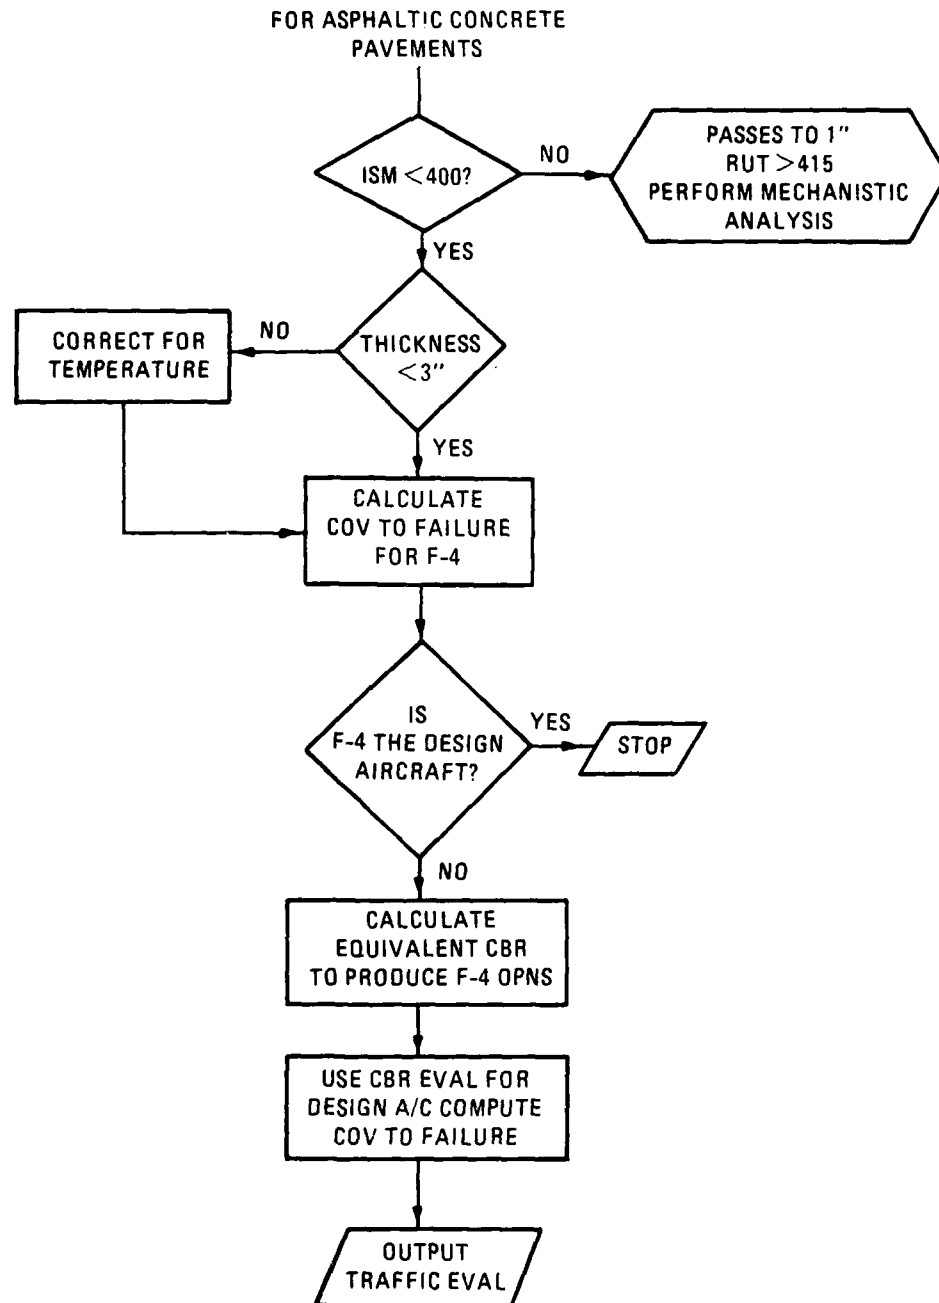 FOR ASPHALTIC CONCRETE
PAVEMENTS
ISM <400?
NO
PASSES TO 1"
RUT >415
PERFORM MECHANISTIC
ANALYSIS
YES
THICKNESS
<3"
NO
CORRECT FOR
TEMPERATURE
YES
CALCULATE
COV TO FAILURE
FOR F-4
IS
F-4 THE DESIGN
AIRCRAFT?
YES
STOP
NO
CALCULATE
EQUIVALENT CBR
TO PRODUCE F-4 OPNS
USE CBR EVAL FOR
DESIGN A/C COMPUTE
COV TO FAILURE
OUTPUT
TRAFFIC EVAL